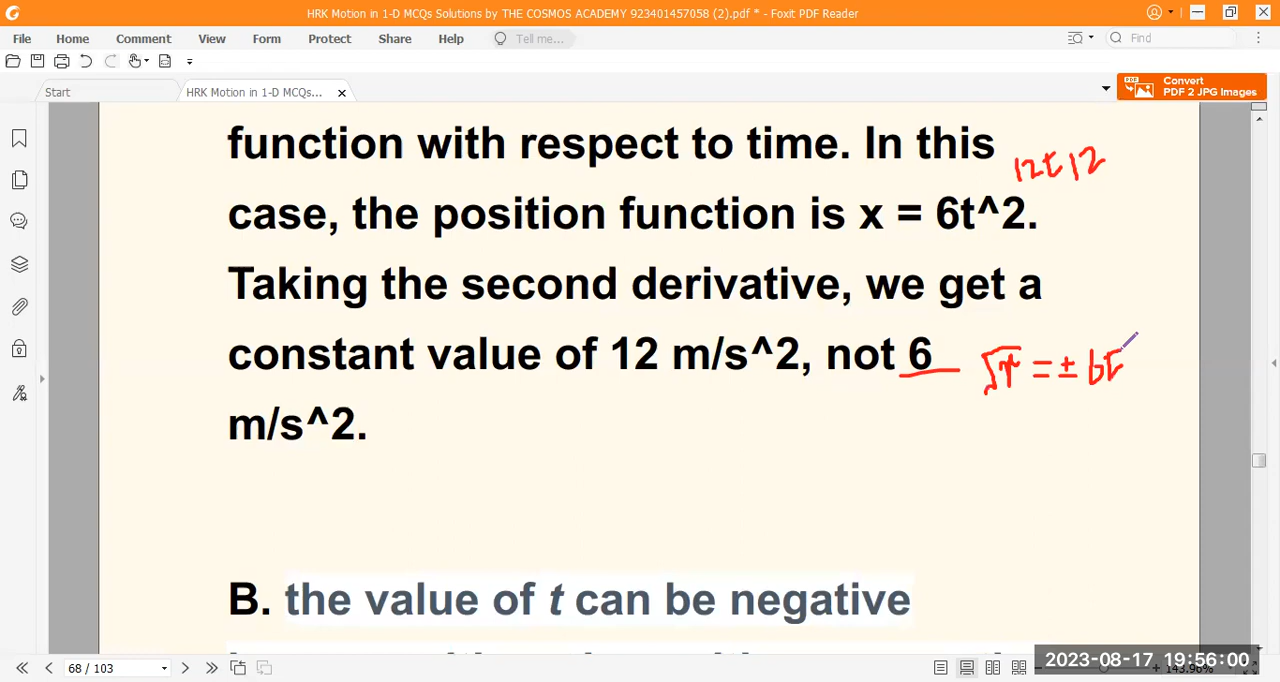 HRK Motion in 1-D MCQs Solutions by THE COSMOS ACADEMY 923401457058 (2).pdf * - Foxit PDF Reader
File Home Comment View Form Protect Share Help Tell me... Find
Start HRK Motion in 1-D MCQs... Convert
PDF 2 JPG Images
function with respect to time. In this
12t 12
case, the position function is x = 6t^2.
Taking the second derivative, we get a
constant value of 12 m/s^2, not 6
√x = ± 6t
m/s^2.
B. the value of t can be negative
68 / 103
2023-08-17 19:56:00
143.96%